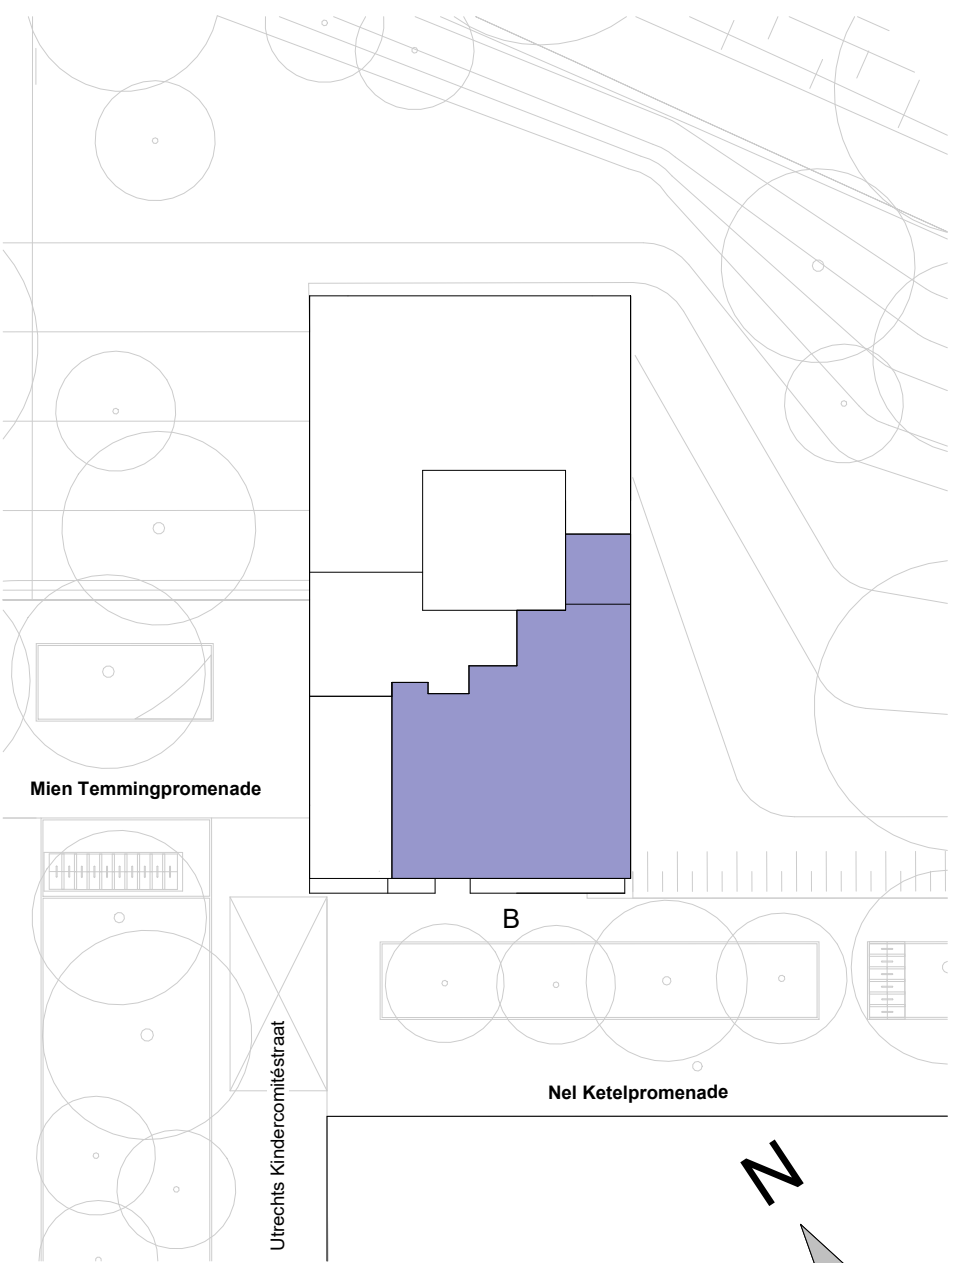 Mien Temmingpromenade
B
Utrechts Kindercomitéstraat
Nel Ketelpromenade
N